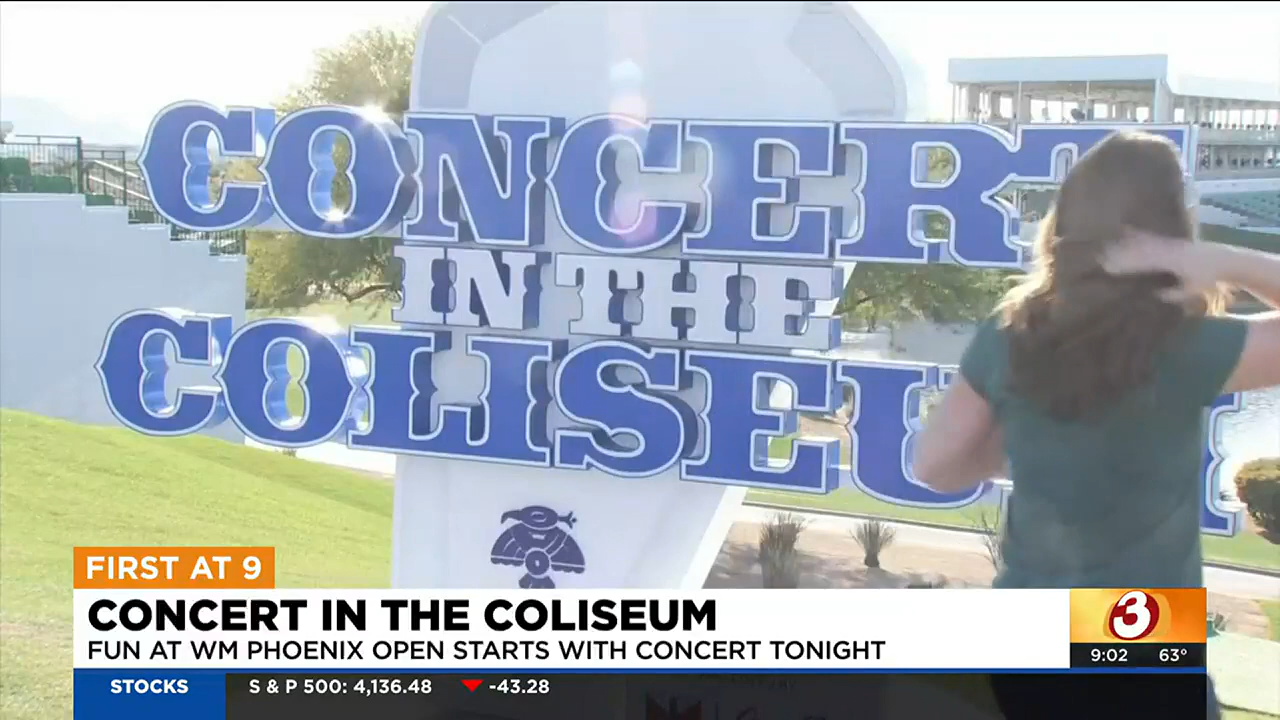 CONCERT
IN THE
COLISEUM
FIRST AT 9
CONCERT IN THE COLISEUM
FUN AT WM PHOENIX OPEN STARTS WITH CONCERT TONIGHT
3
9:02 63°
STOCKS S & P 500: 4,136.48 -43.28